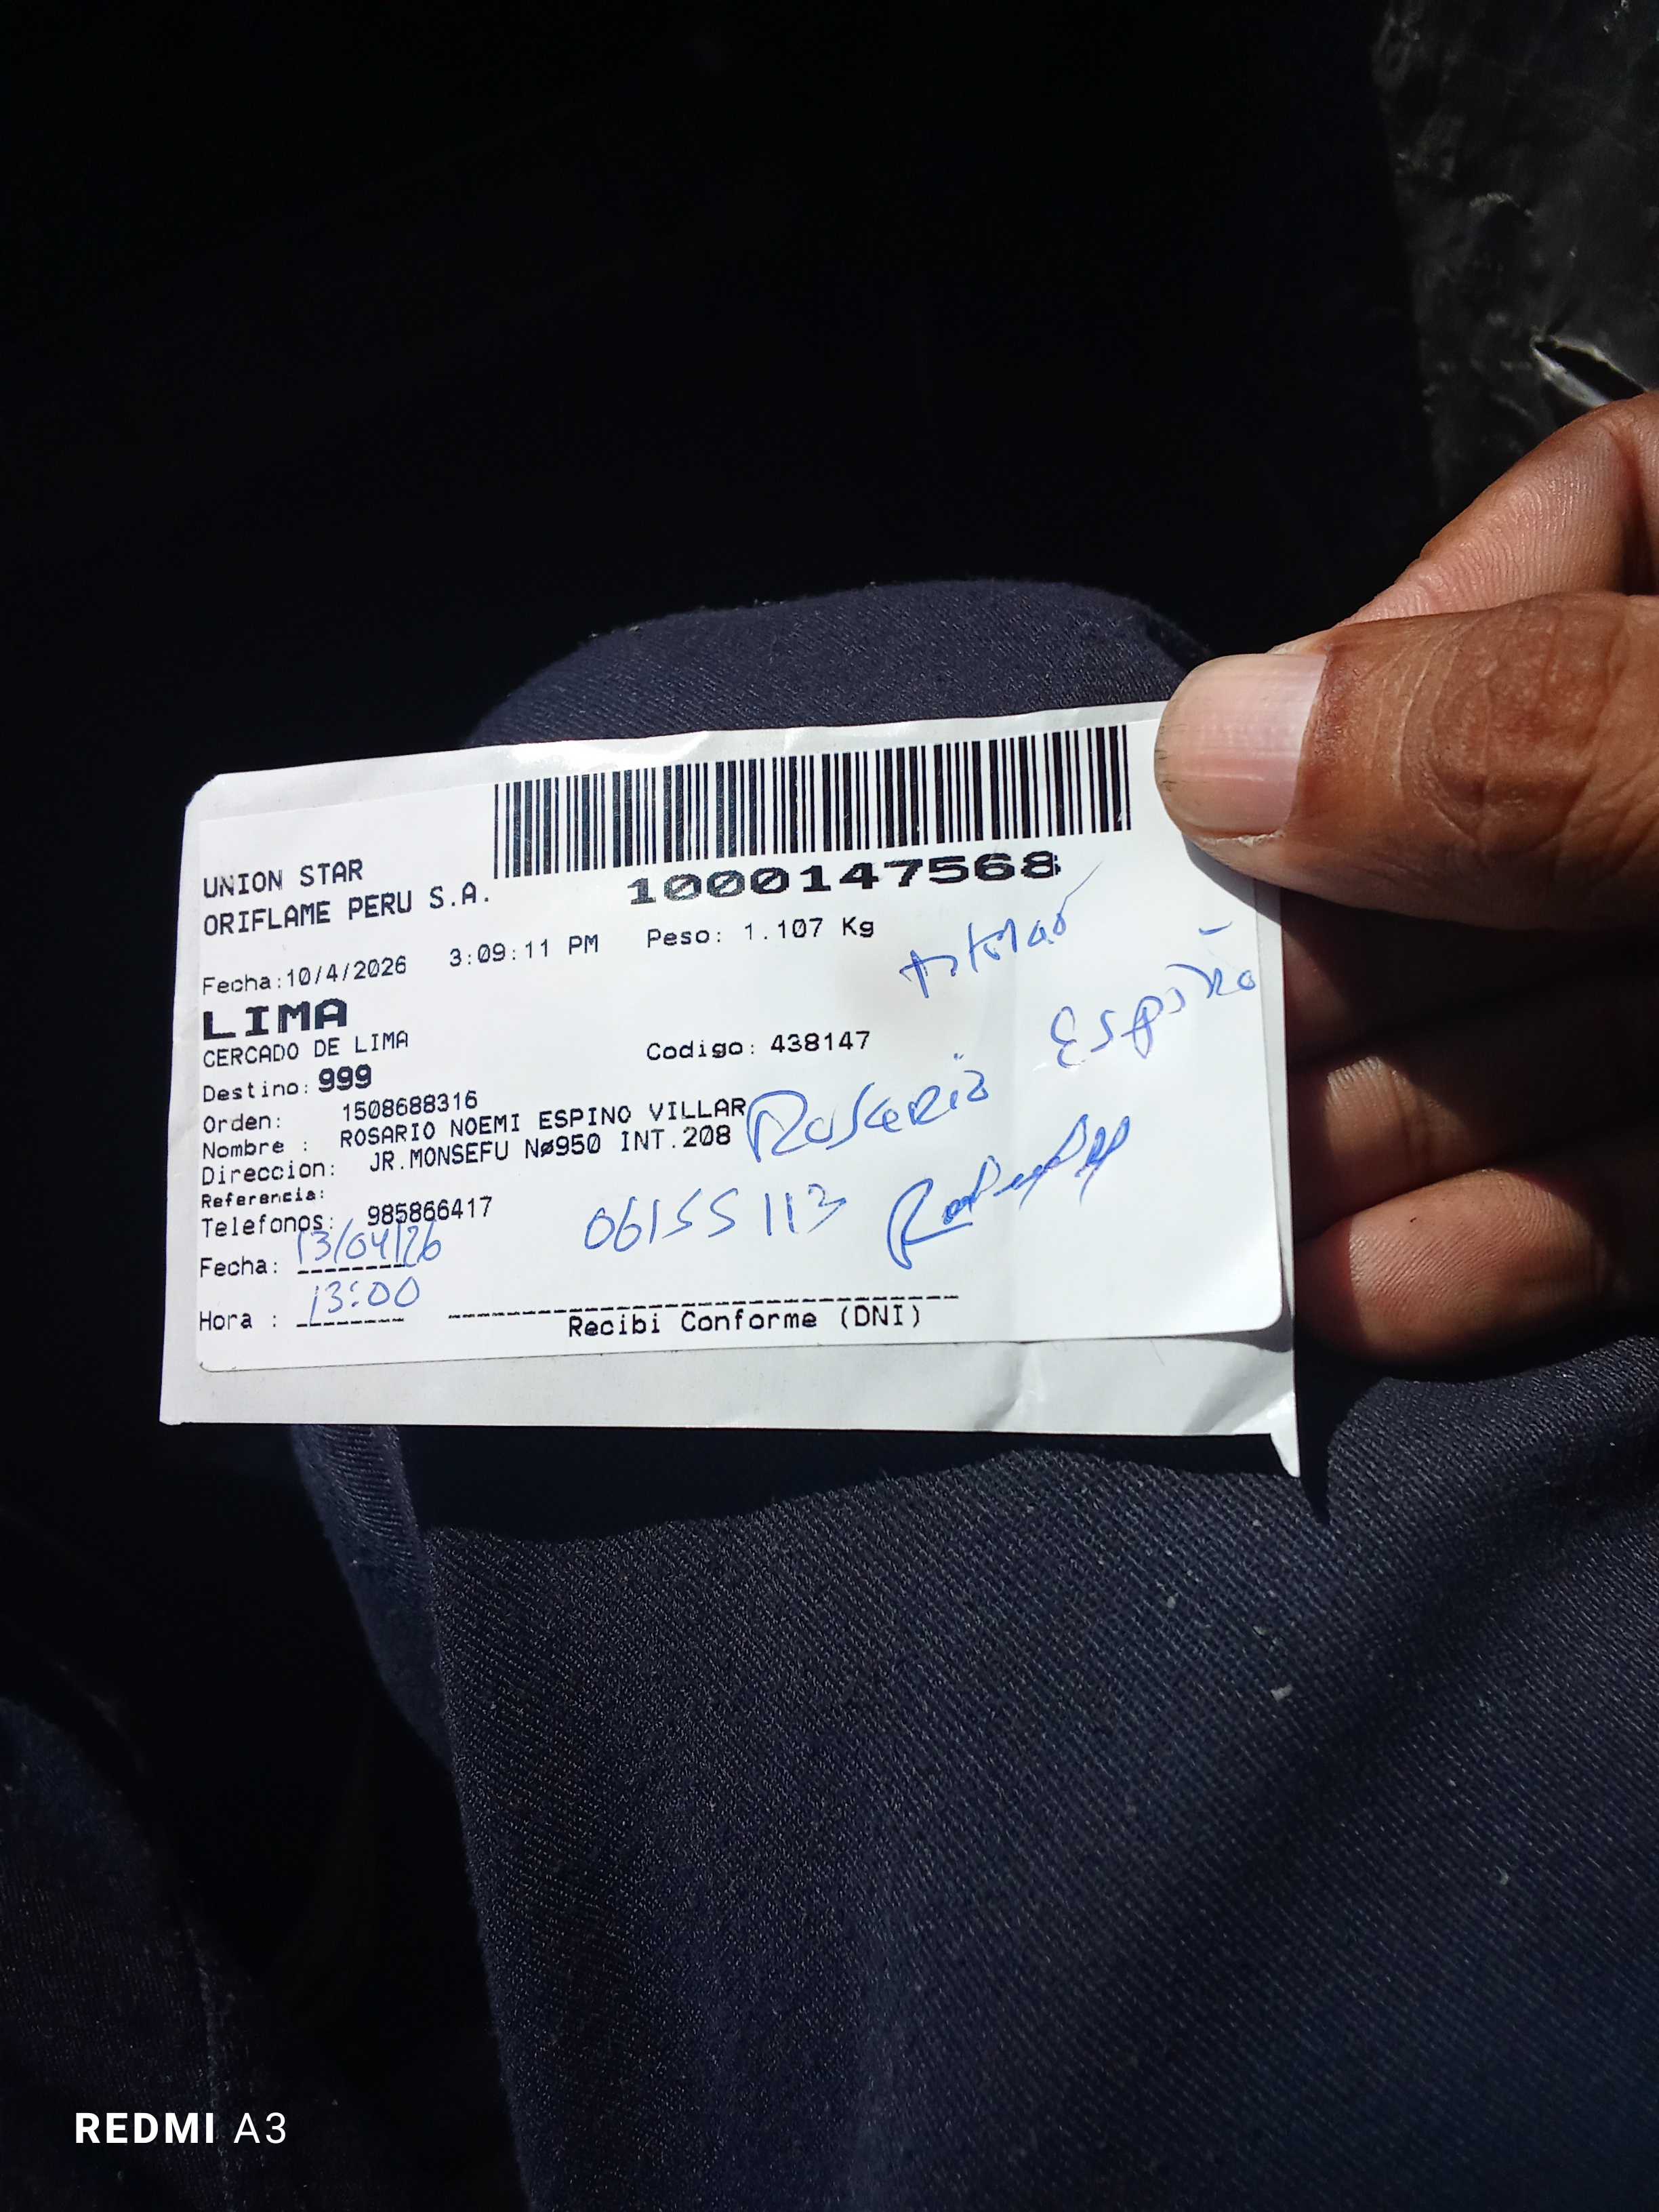 UNION STAR
ORIFLAME PERU S.A.
1000147568
Fecha:10/4/2026 3:09:11 PM Peso: 1.107 Kg
titular
LIMA
CERCADO DE LIMA
Codigo: 438147
Destino: 999
Orden: 1508688316
Nombre : ROSARIO NOEMI ESPINO VILLAR
Rosario Espino
Direccion: JR.MONSEFU Nø950 INT.208
Referencia:
Telefonos: 985866417
06155113
Fecha: 13/04/26
Hora : 13:00
Recibi Conforme (DNI)
REDMI A3